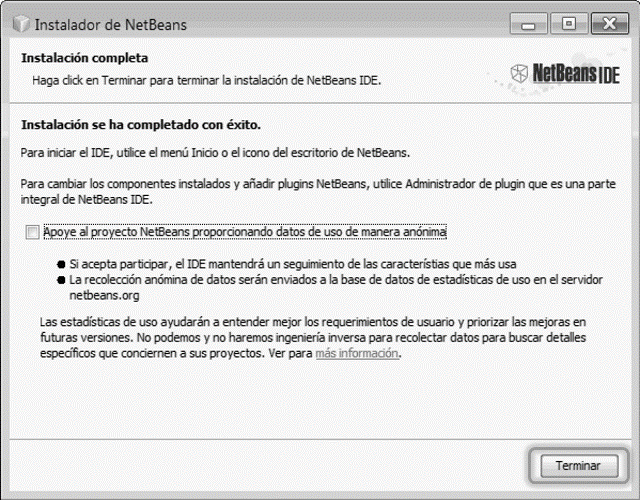 Instalador de NetBeans
Instalación completa
Haga click en Terminar para terminar la instalación de NetBeans IDE.
NetBeans IDE
Instalación se ha completado con éxito.
Para iniciar el IDE, utilice el menú Inicio o el icono del escritorio de NetBeans.
Para cambiar los componentes instalados y añadir plugins NetBeans, utilice Administrador de plugin que es una parte
integral de NetBeans IDE.
Apoye al proyecto NetBeans proporcionando datos de uso de manera anónima
● Si acepta participar, el IDE mantendrá un seguimiento de las característias que más usa
● La recolección anómina de datos serán enviados a la base de datos de estadísticas de uso en el servidor
netbeans.org
Las estadísticas de uso ayudarán a entender mejor los requerimientos de usuario y priorizar las mejoras en
futuras versiones. No podemos y no haremos ingeniería inversa para recolectar datos para buscar detalles
específicos que conciernen a sus proyectos. Ver para más información.
Terminar